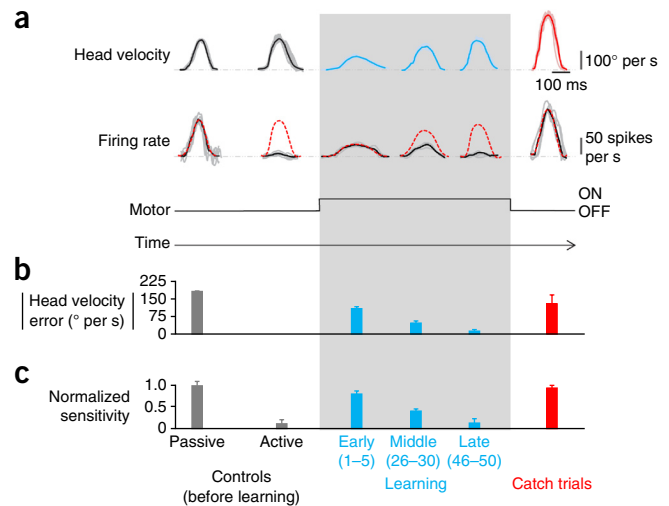 a
Head velocity
100° per s
100 ms
Firing rate
50 spikes
per s
Motor
ON
OFF
Time
b
Head velocity
error (° per s)
225
150
75
0
c
Normalized
sensitivity
1.0
0.5
0
Passive
Active
Early
(1–5)
Middle
(26–30)
Late
(46–50)
Controls
(before learning)
Learning
Catch trials